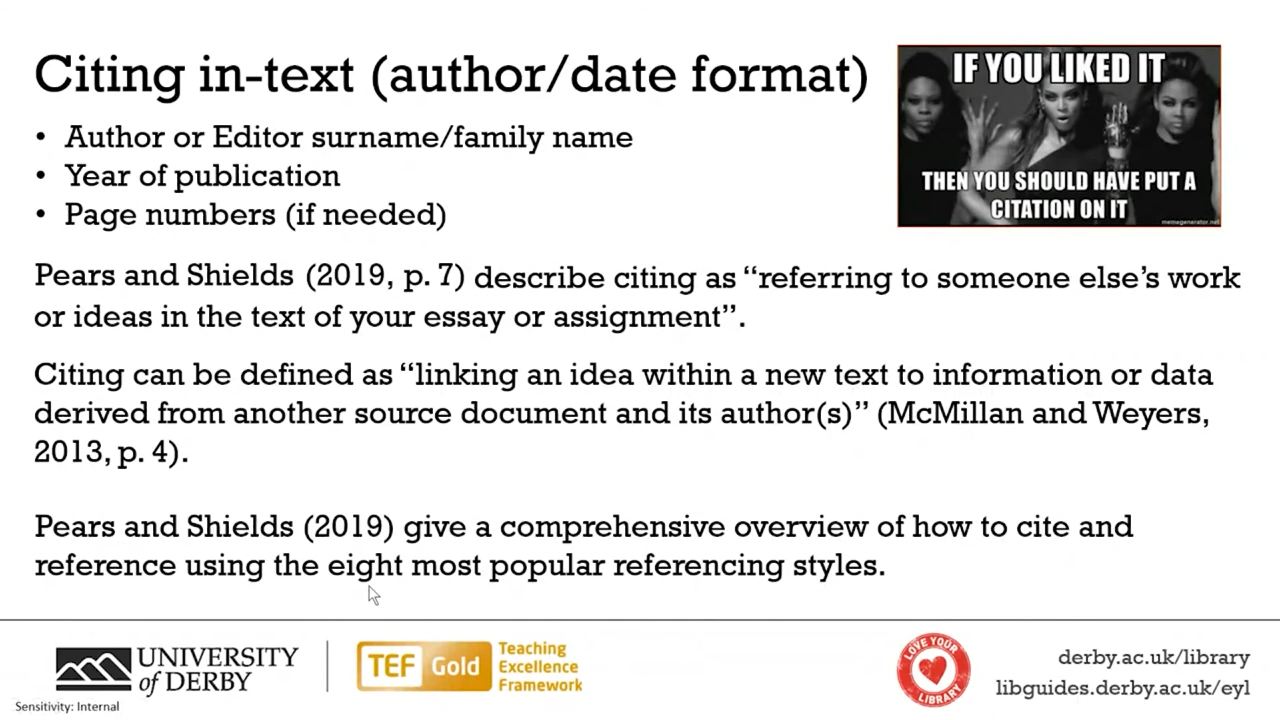 Citing in-text (author/date format)
IF YOU LIKED IT
THEN YOU SHOULD HAVE PUT A
CITATION ON IT
memegenerator.net
• Author or Editor surname/family name
• Year of publication
• Page numbers (if needed)
Pears and Shields (2019, p. 7) describe citing as “referring to someone else’s work
or ideas in the text of your essay or assignment”.
Citing can be defined as “linking an idea within a new text to information or data
derived from another source document and its author(s)” (McMillan and Weyers,
2013, p. 4).
Pears and Shields (2019) give a comprehensive overview of how to cite and
reference using the eight most popular referencing styles.
UNIVERSITY
of DERBY
TEF Gold
Teaching
Excellence
Framework
LOVE YOUR
LIBRARY
derby.ac.uk/library
libguides.derby.ac.uk/eyl
Sensitivity: Internal